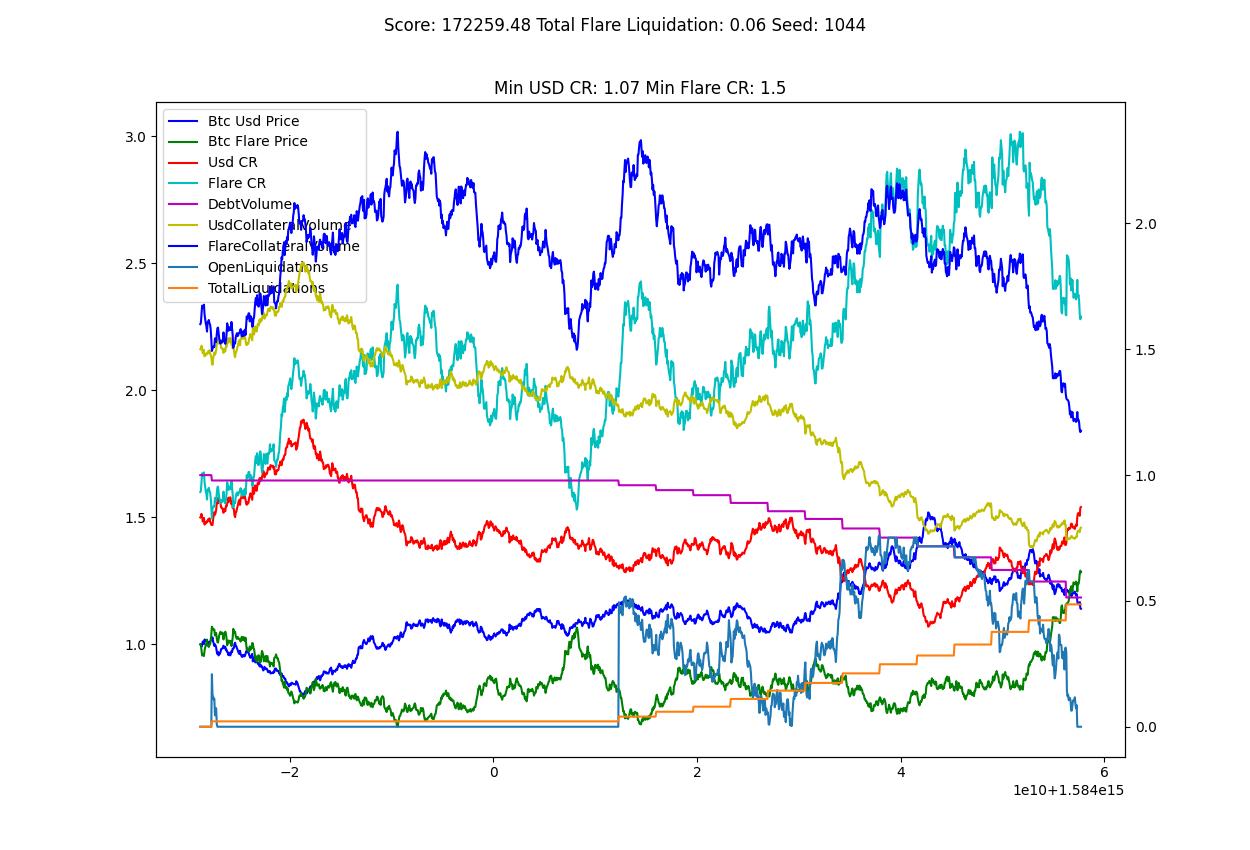 Score: 172259.48 Total Flare Liquidation: 0.06 Seed: 1044
Min USD CR: 1.07 Min Flare CR: 1.5
Btc Usd Price
Btc Flare Price
Usd CR
Flare CR
DebtVolume
UsdCollateralVolume
FlareCollateralVolume
OpenLiquidations
TotalLiquidations
3.0
2.5
2.0
1.5
1.0
2.0
1.5
1.0
0.5
0.0
−2
0
2
4
6
1e10+1.584e15